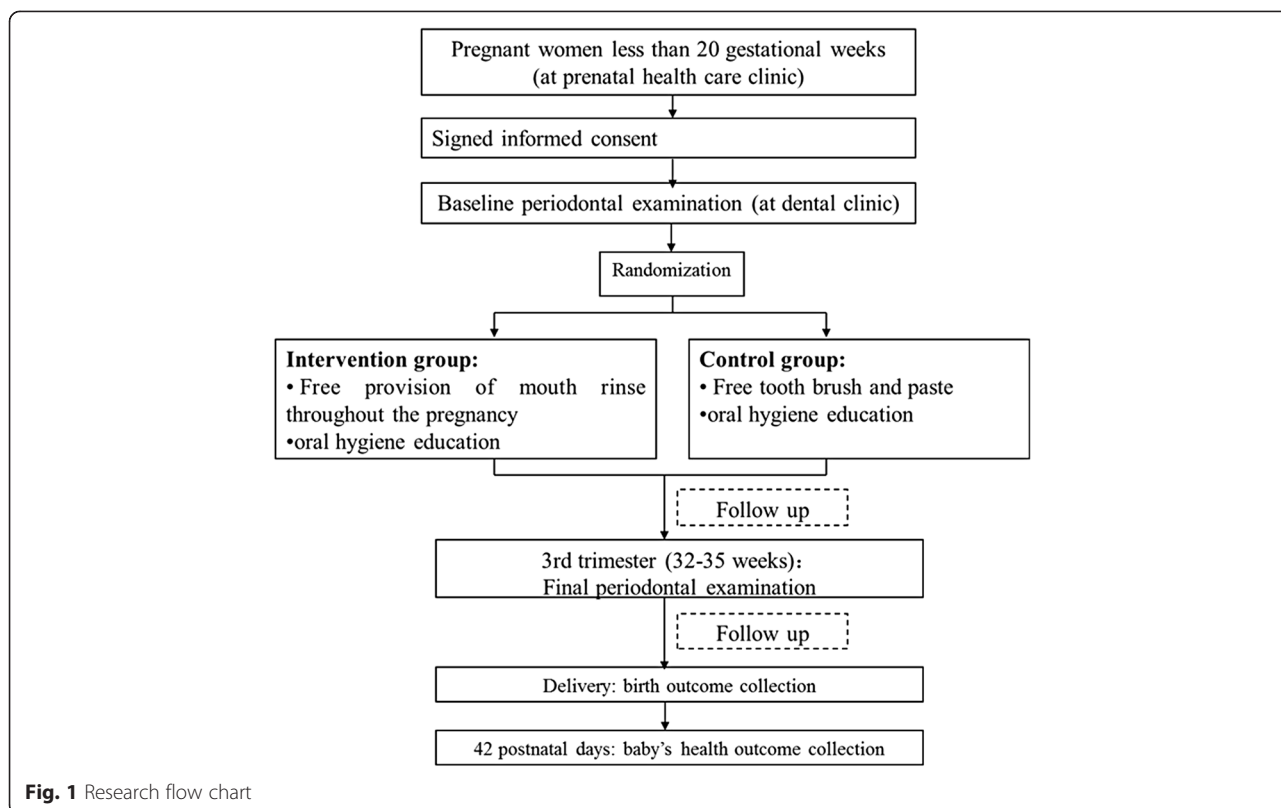 Pregnant women less than 20 gestational weeks
(at prenatal health care clinic)
Signed informed consent
Baseline periodontal examination (at dental clinic)
Randomization
Intervention group:
• Free provision of mouth rinse
throughout the pregnancy
•oral hygiene education
Control group:
• Free tooth brush and paste
•oral hygiene education
Follow up
3rd trimester (32-35 weeks)：
Final periodontal examination
Follow up
Delivery: birth outcome collection
42 postnatal days: baby’s health outcome collection
Fig. 1 Research flow chart